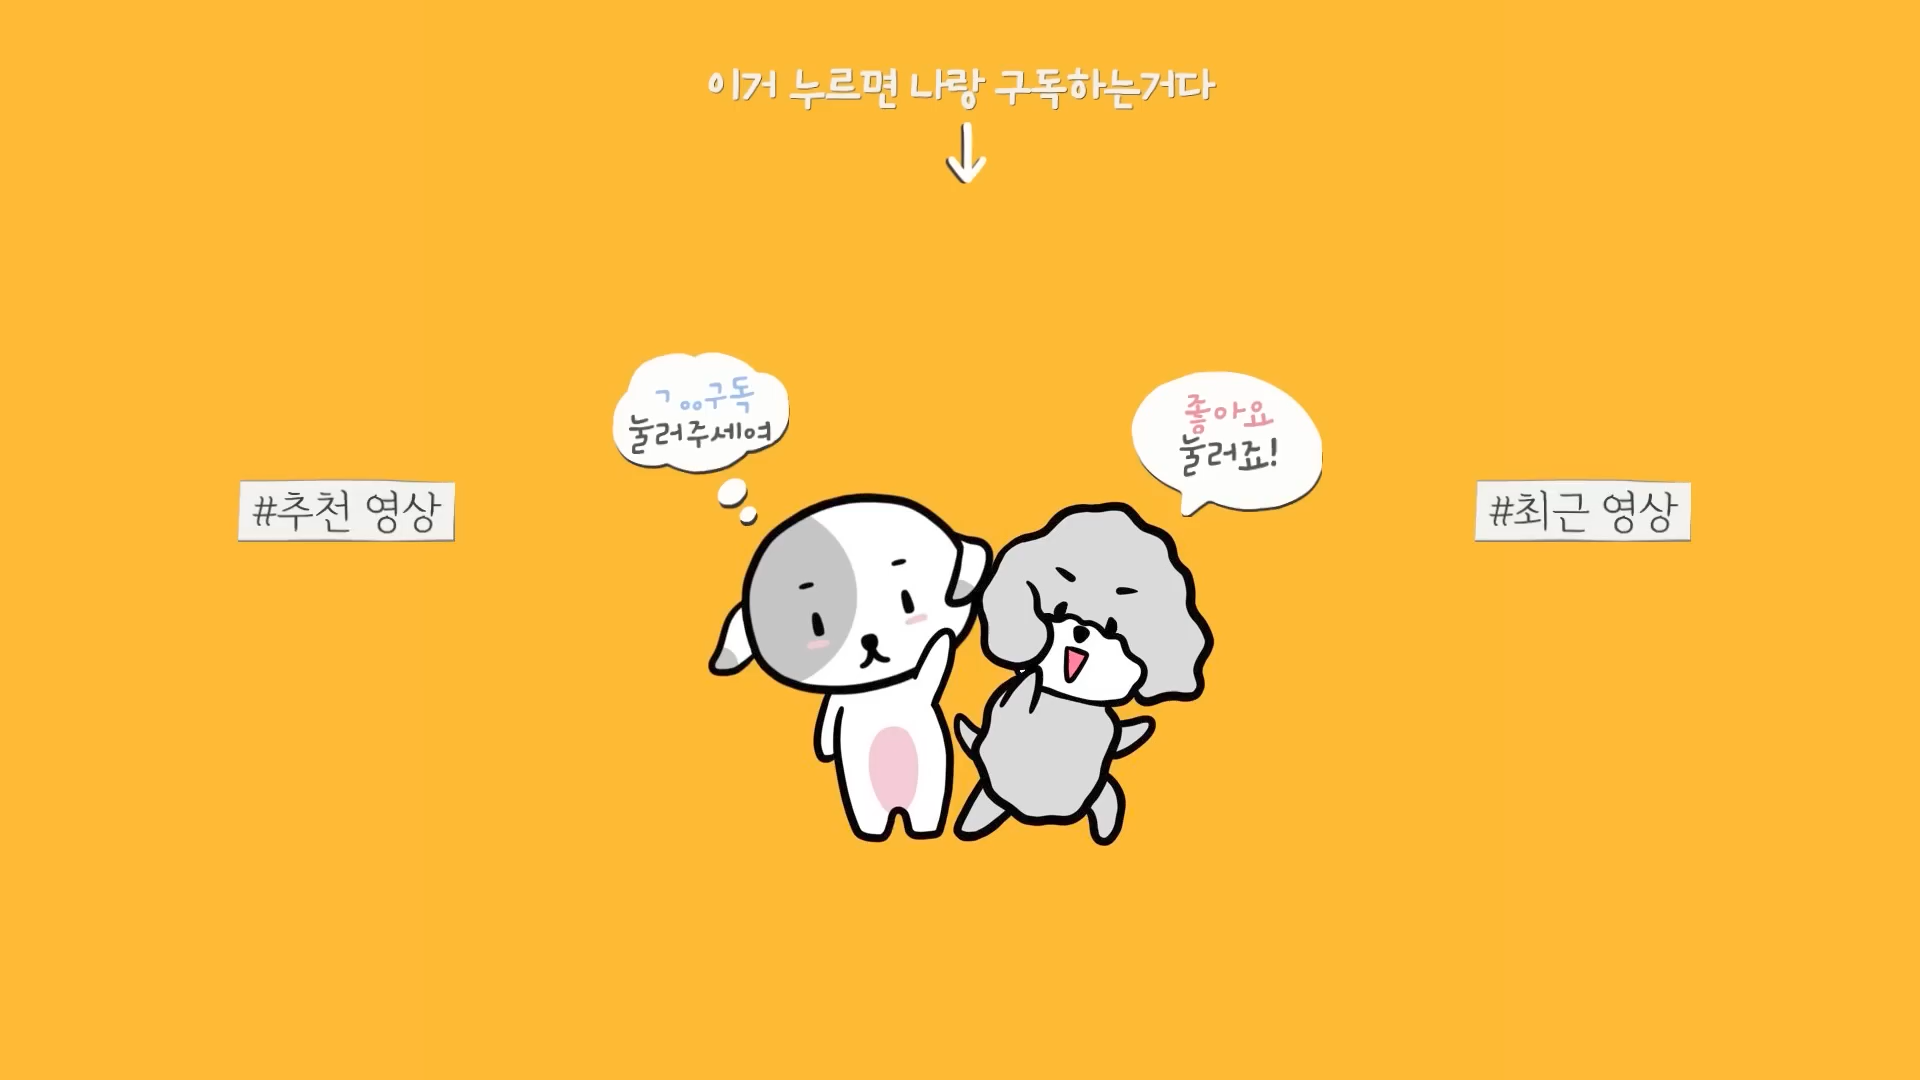 이거 누르면 나랑 구독하는거다
ㄱ ㅇㅇ구독
눌러주세여
좋아요
눌러죠!
#추천 영상
#최근 영상